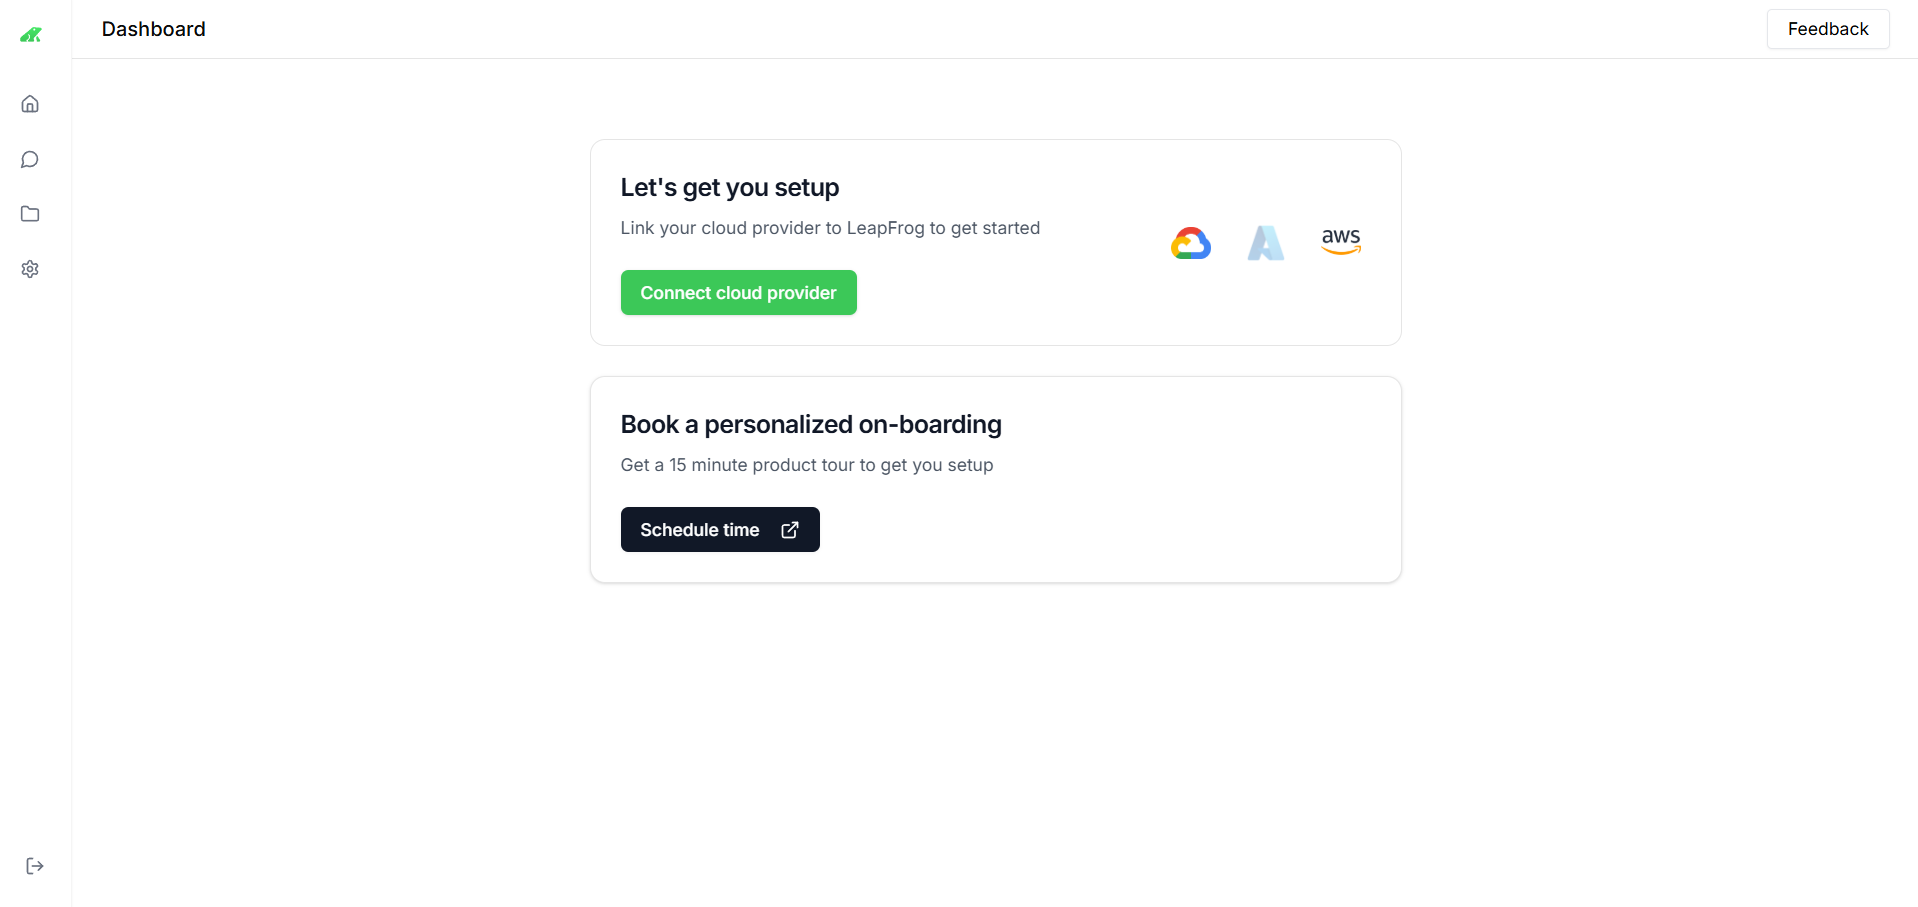 Dashboard
Feedback
Let's get you setup
Link your cloud provider to LeapFrog to get started
aws
Connect cloud provider
Book a personalized on-boarding
Get a 15 minute product tour to get you setup
Schedule time